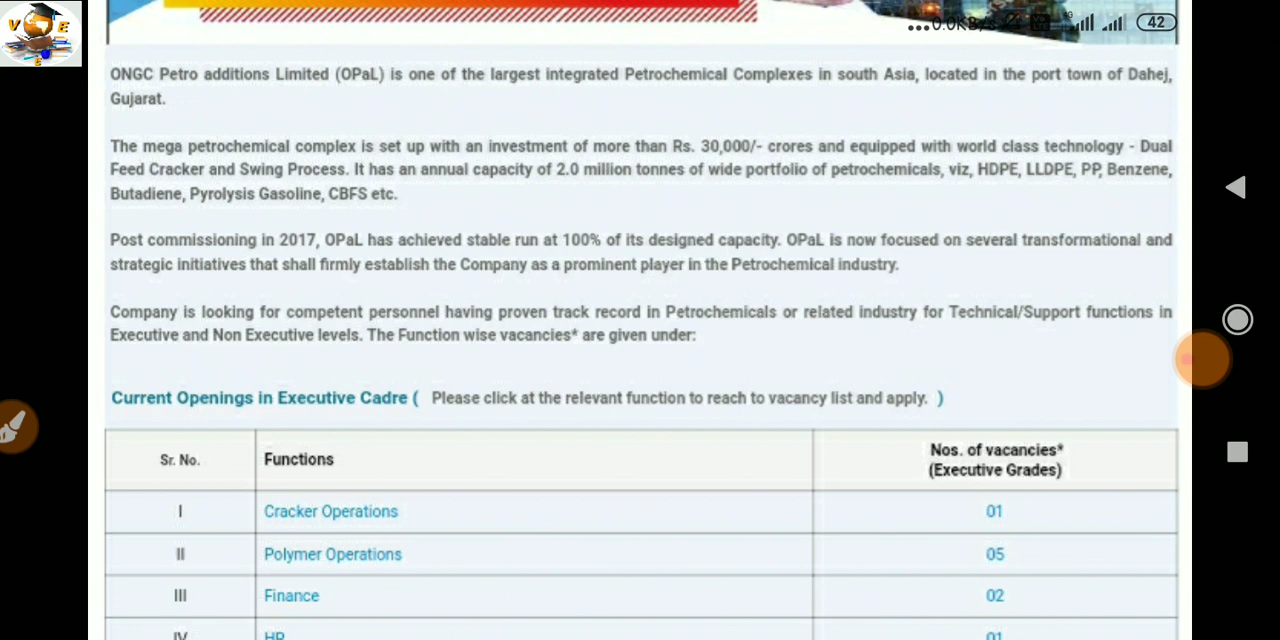 V E
E
...0.0KB/s 4G 42
ONGC Petro additions Limited (OPaL) is one of the largest integrated Petrochemical Complexes in south Asia, located in the port town of Dahej,
Gujarat.
The mega petrochemical complex is set up with an investment of more than Rs. 30,000/- crores and equipped with world class technology - Dual
Feed Cracker and Swing Process. It has an annual capacity of 2.0 million tonnes of wide portfolio of petrochemicals, viz, HDPE, LLDPE, PP, Benzene,
Butadiene, Pyrolysis Gasoline, CBFS etc.
Post commissioning in 2017, OPaL has achieved stable run at 100% of its designed capacity. OPaL is now focused on several transformational and
strategic initiatives that shall firmly establish the Company as a prominent player in the Petrochemical industry.
Company is looking for competent personnel having proven track record in Petrochemicals or related industry for Technical/Support functions in
Executive and Non Executive levels. The Function wise vacancies* are given under:
Current Openings in Executive Cadre ( Please click at the relevant function to reach to vacancy list and apply. )
Sr. No. Functions Nos. of vacancies*
(Executive Grades)
I Cracker Operations 01
II Polymer Operations 05
III Finance 02
IV HR 01